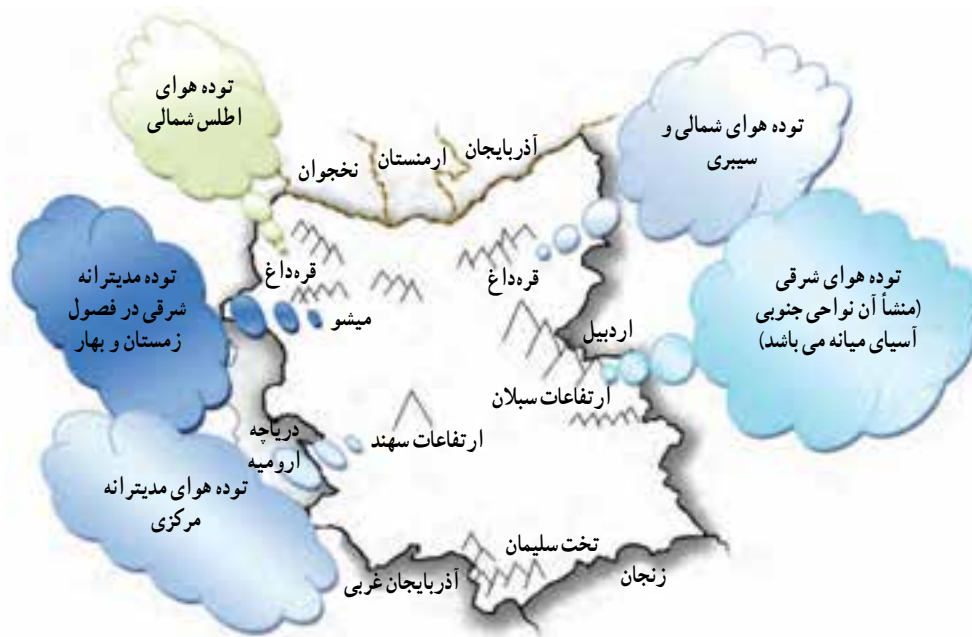 توده هوای
اطلس شمالی
توده هوای شمالی و
سیبری
آذربایجان
ارمنستان
نخجوان
توده مدیترانه
شرقی در فصول
زمستان و بهار
قره‌داغ
قره‌داغ
توده هوای شرقی
(منشأ آن نواحی جنوبی
آسیای میانه می باشد)
میشو
اردبیل
ارتفاعات سبلان
دریاچه
ارومیه
ارتفاعات سهند
توده هوای مدیترانه
مرکزی
تخت سلیمان
زنجان
آذربایجان غربی